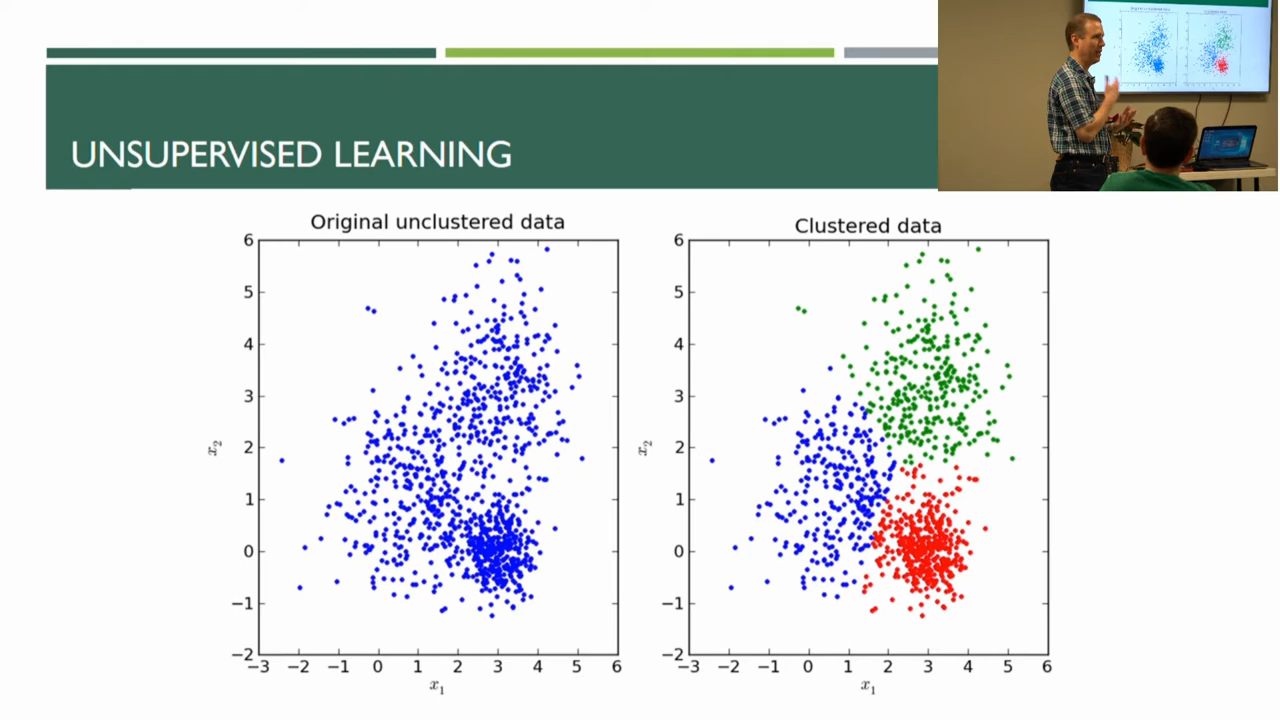 UNSUPERVISED LEARNING
Original unclustered data
Clustered data
6
5
4
3
2
1
0
−1
−2
x2
−3 −2 −1 0 1 2 3 4 5 6
x1
6
5
4
3
2
1
0
−1
−2
x2
−3 −2 −1 0 1 2 3 4 5 6
x1